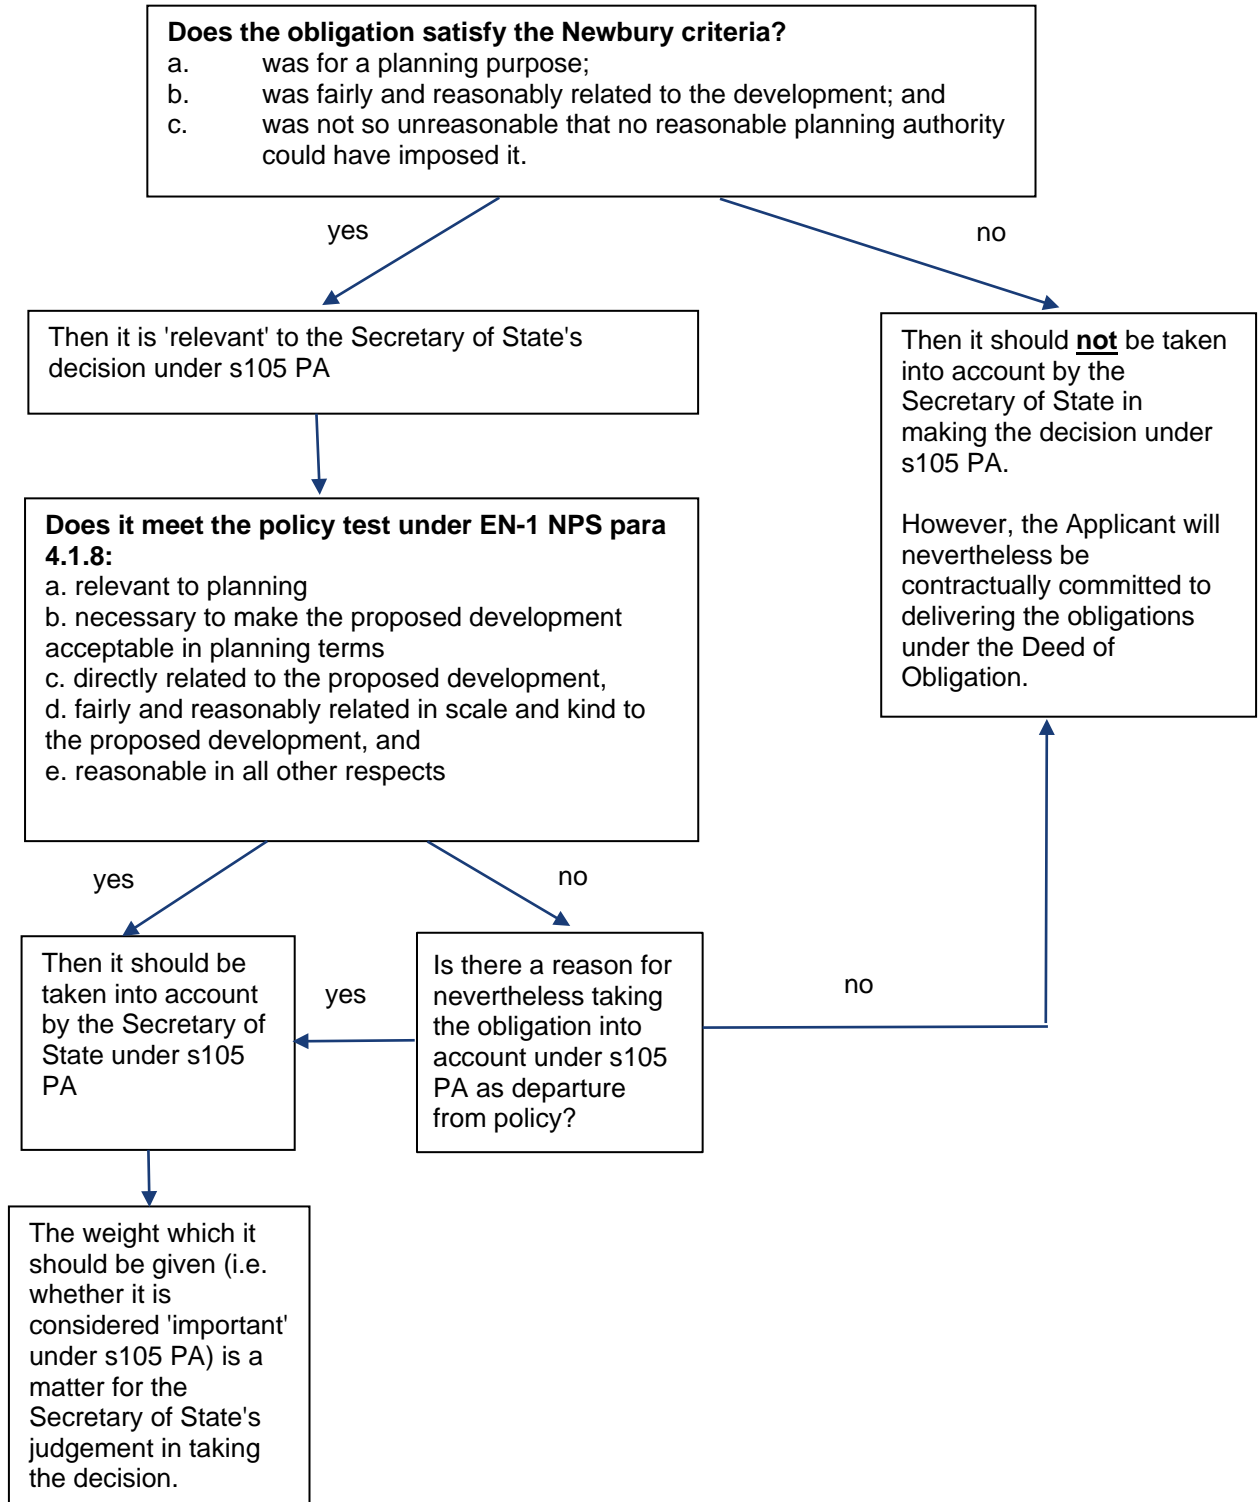 Does the obligation satisfy the Newbury criteria?
a. was for a planning purpose;
b. was fairly and reasonably related to the development; and
c. was not so unreasonable that no reasonable planning authority
could have imposed it.
yes
no
Then it is 'relevant' to the Secretary of State's
decision under s105 PA
Then it should not be taken
into account by the
Secretary of State in
making the decision under
s105 PA.
However, the Applicant will
nevertheless be
contractually committed to
delivering the obligations
under the Deed of
Obligation.
Does it meet the policy test under EN-1 NPS para
4.1.8:
a. relevant to planning
b. necessary to make the proposed development
acceptable in planning terms
c. directly related to the proposed development,
d. fairly and reasonably related in scale and kind to
the proposed development, and
e. reasonable in all other respects
yes
no
Then it should be
taken into account
by the Secretary of
State under s105
PA
yes
Is there a reason for
nevertheless taking
the obligation into
account under s105
PA as departure
from policy?
no
The weight which it
should be given (i.e.
whether it is
considered 'important'
under s105 PA) is a
matter for the
Secretary of State's
judgement in taking
the decision.